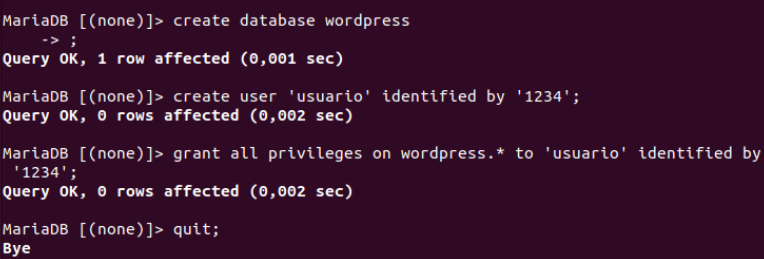 MariaDB [(none)]> create database wordpress
    -> ;
Query OK, 1 row affected (0,001 sec)
MariaDB [(none)]> create user 'usuario' identified by '1234';
Query OK, 0 rows affected (0,002 sec)
MariaDB [(none)]> grant all privileges on wordpress.* to 'usuario' identified by
 '1234';
Query OK, 0 rows affected (0,002 sec)
MariaDB [(none)]> quit;
Bye